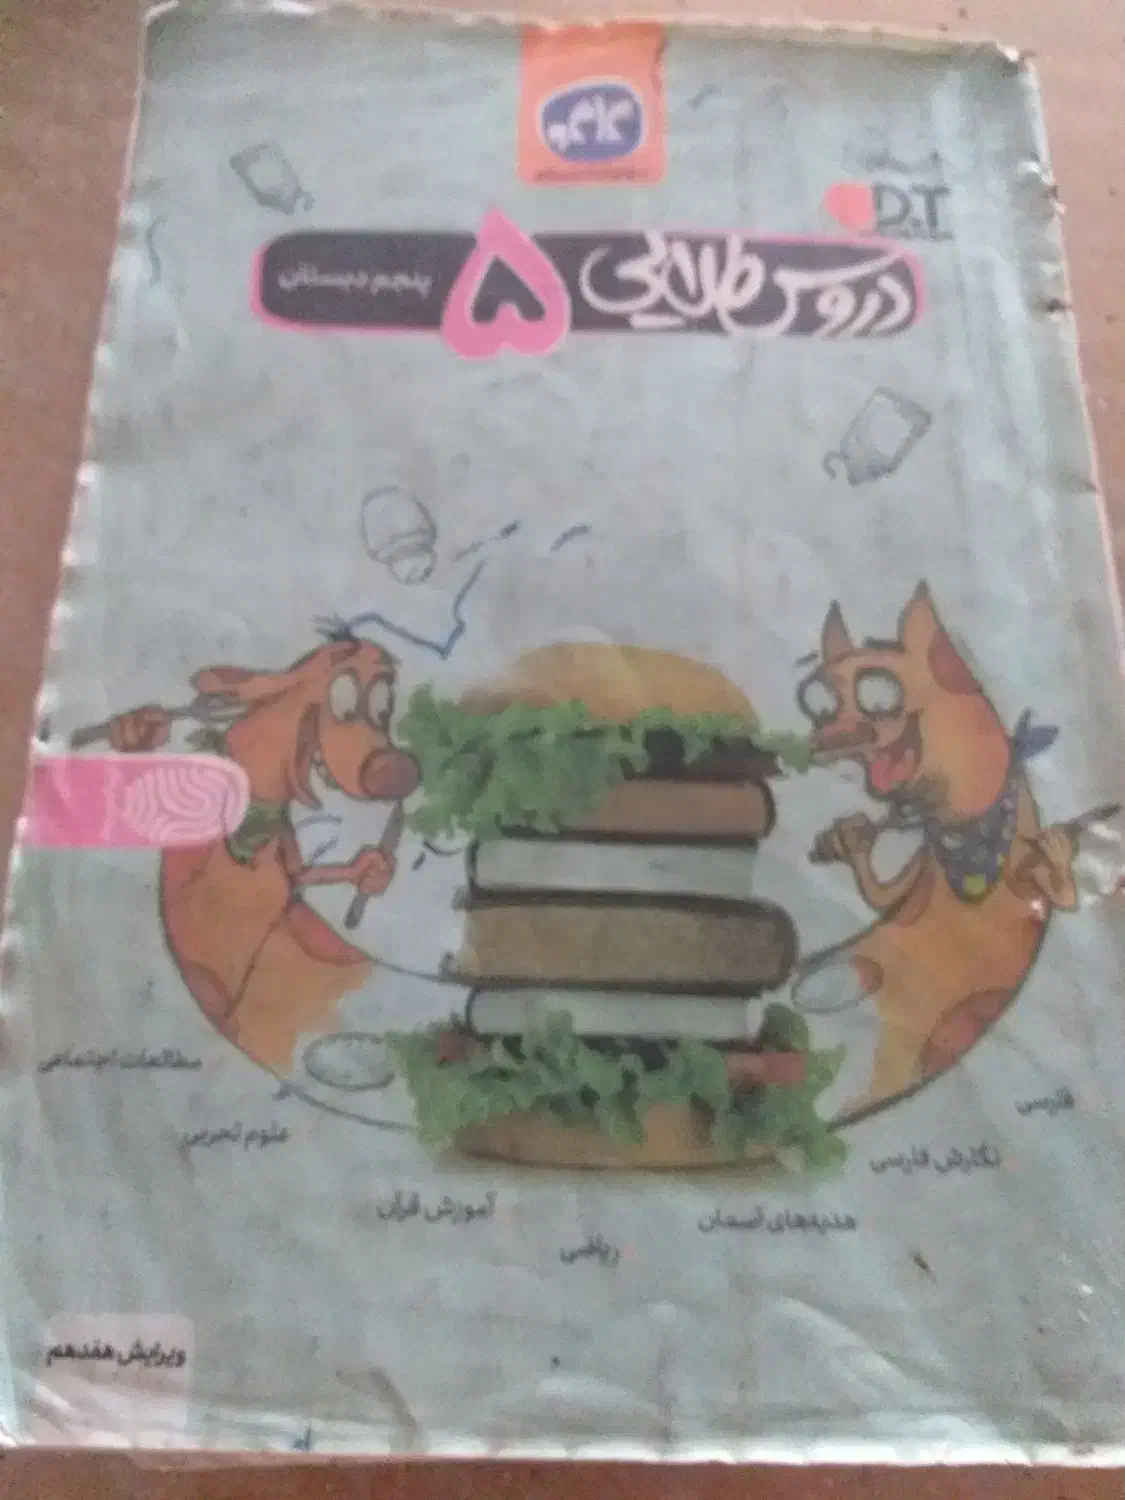 گامو
D.T
دروس طلایی ۵ پنجم دبستان
فارسی
نگارش فارسی
هدیه‌های آسمان
ریاضی
آموزش قرآن
علوم تجربی
مطالعات اجتماعی
ویرایش هفدهم